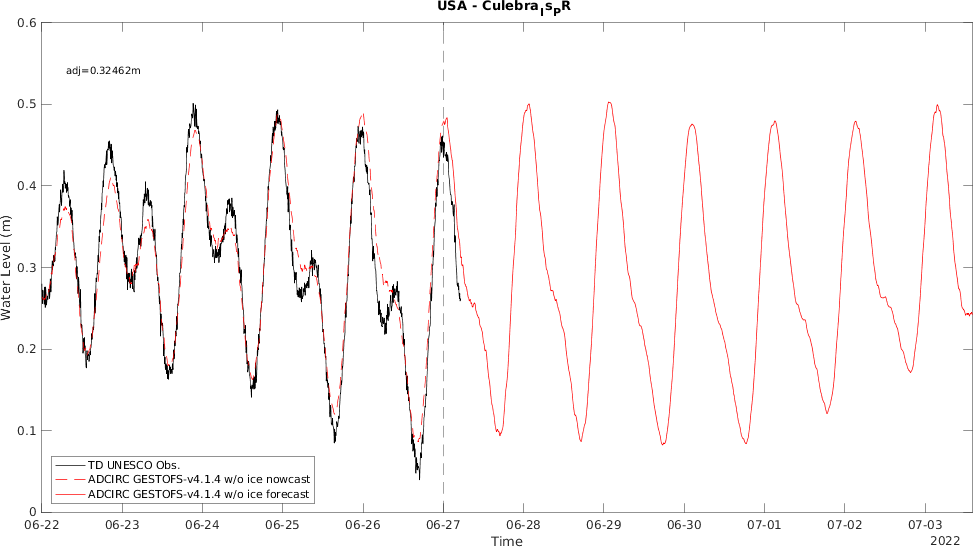 USA - Culebra_Is_PR
adj=0.32462m
0.6
0.5
0.4
0.3
0.2
0.1
0
Water Level (m)
TD UNESCO Obs.
ADCIRC GESTOFS-v4.1.4 w/o ice nowcast
ADCIRC GESTOFS-v4.1.4 w/o ice forecast
06-22 06-23 06-24 06-25 06-26 06-27 06-28 06-29 06-30 07-01 07-02 07-03
Time
2022